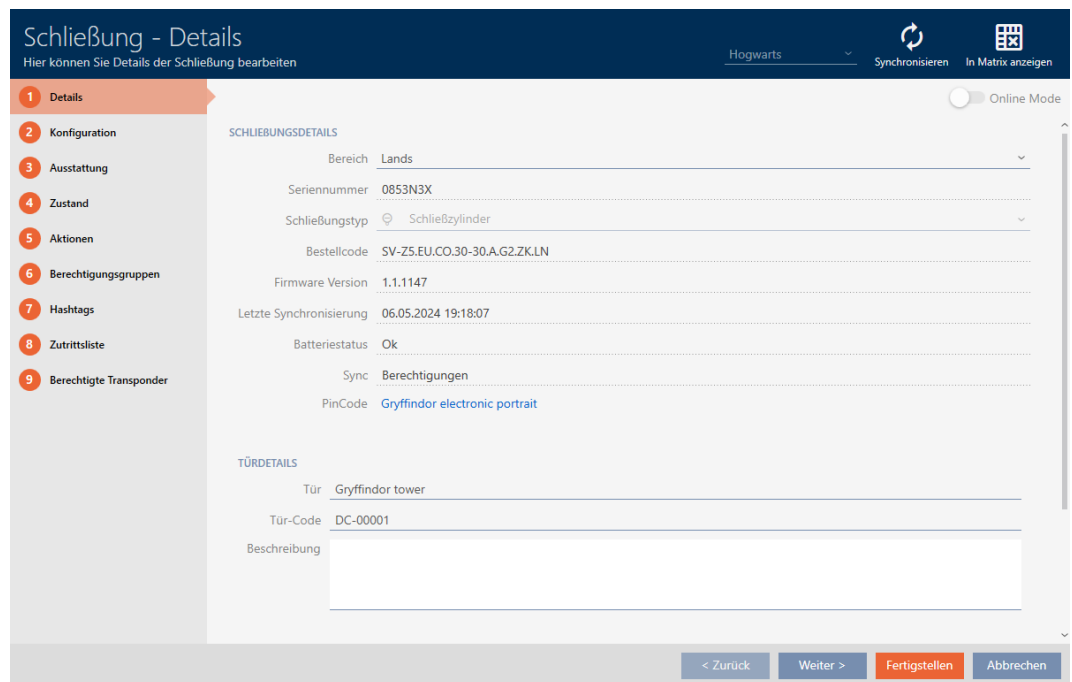 Schließung - Details
Hier können Sie Details der Schließung bearbeiten
Hogwarts
Synchronisieren
In Matrix anzeigen
1 Details
2 Konfiguration
3 Ausstattung
4 Zustand
5 Aktionen
6 Berechtigungsgruppen
7 Hashtags
8 Zutrittsliste
9 Berechtigte Transponder
Online Mode
SCHLIEßUNGSDETAILS
Bereich Lands
Seriennummer 0853N3X
Schließungstyp Schließzylinder
Bestellcode SV-Z5.EU.CO.30-30.A.G2.ZK.LN
Firmware Version 1.1.1147
Letzte Synchronisierung 06.05.2024 19:18:07
Batteriestatus Ok
Sync Berechtigungen
PinCode Gryffindor electronic portrait
TÜRDETAILS
Tür Gryffindor tower
Tür-Code DC-00001
Beschreibung
< Zurück
Weiter >
Fertigstellen
Abbrechen